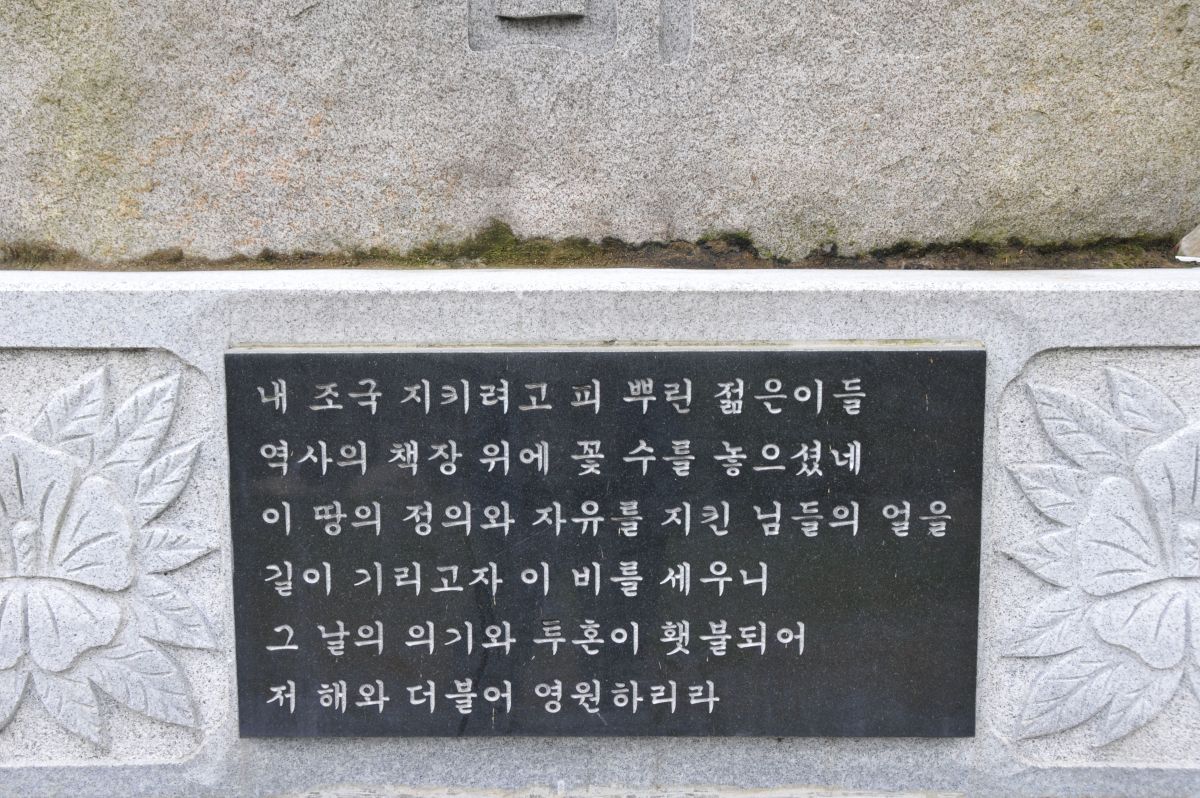 내 조국 지키려고 피 뿌린 젊은이들
역사의 책장 위에 꽃 수를 놓으셨네
이 땅의 정의와 자유를 지킨 님들의 얼을
길이 기리고자 이 비를 세우니
그 날의 의기와 투혼이 횃불되어
저 해와 더불어 영원하리라